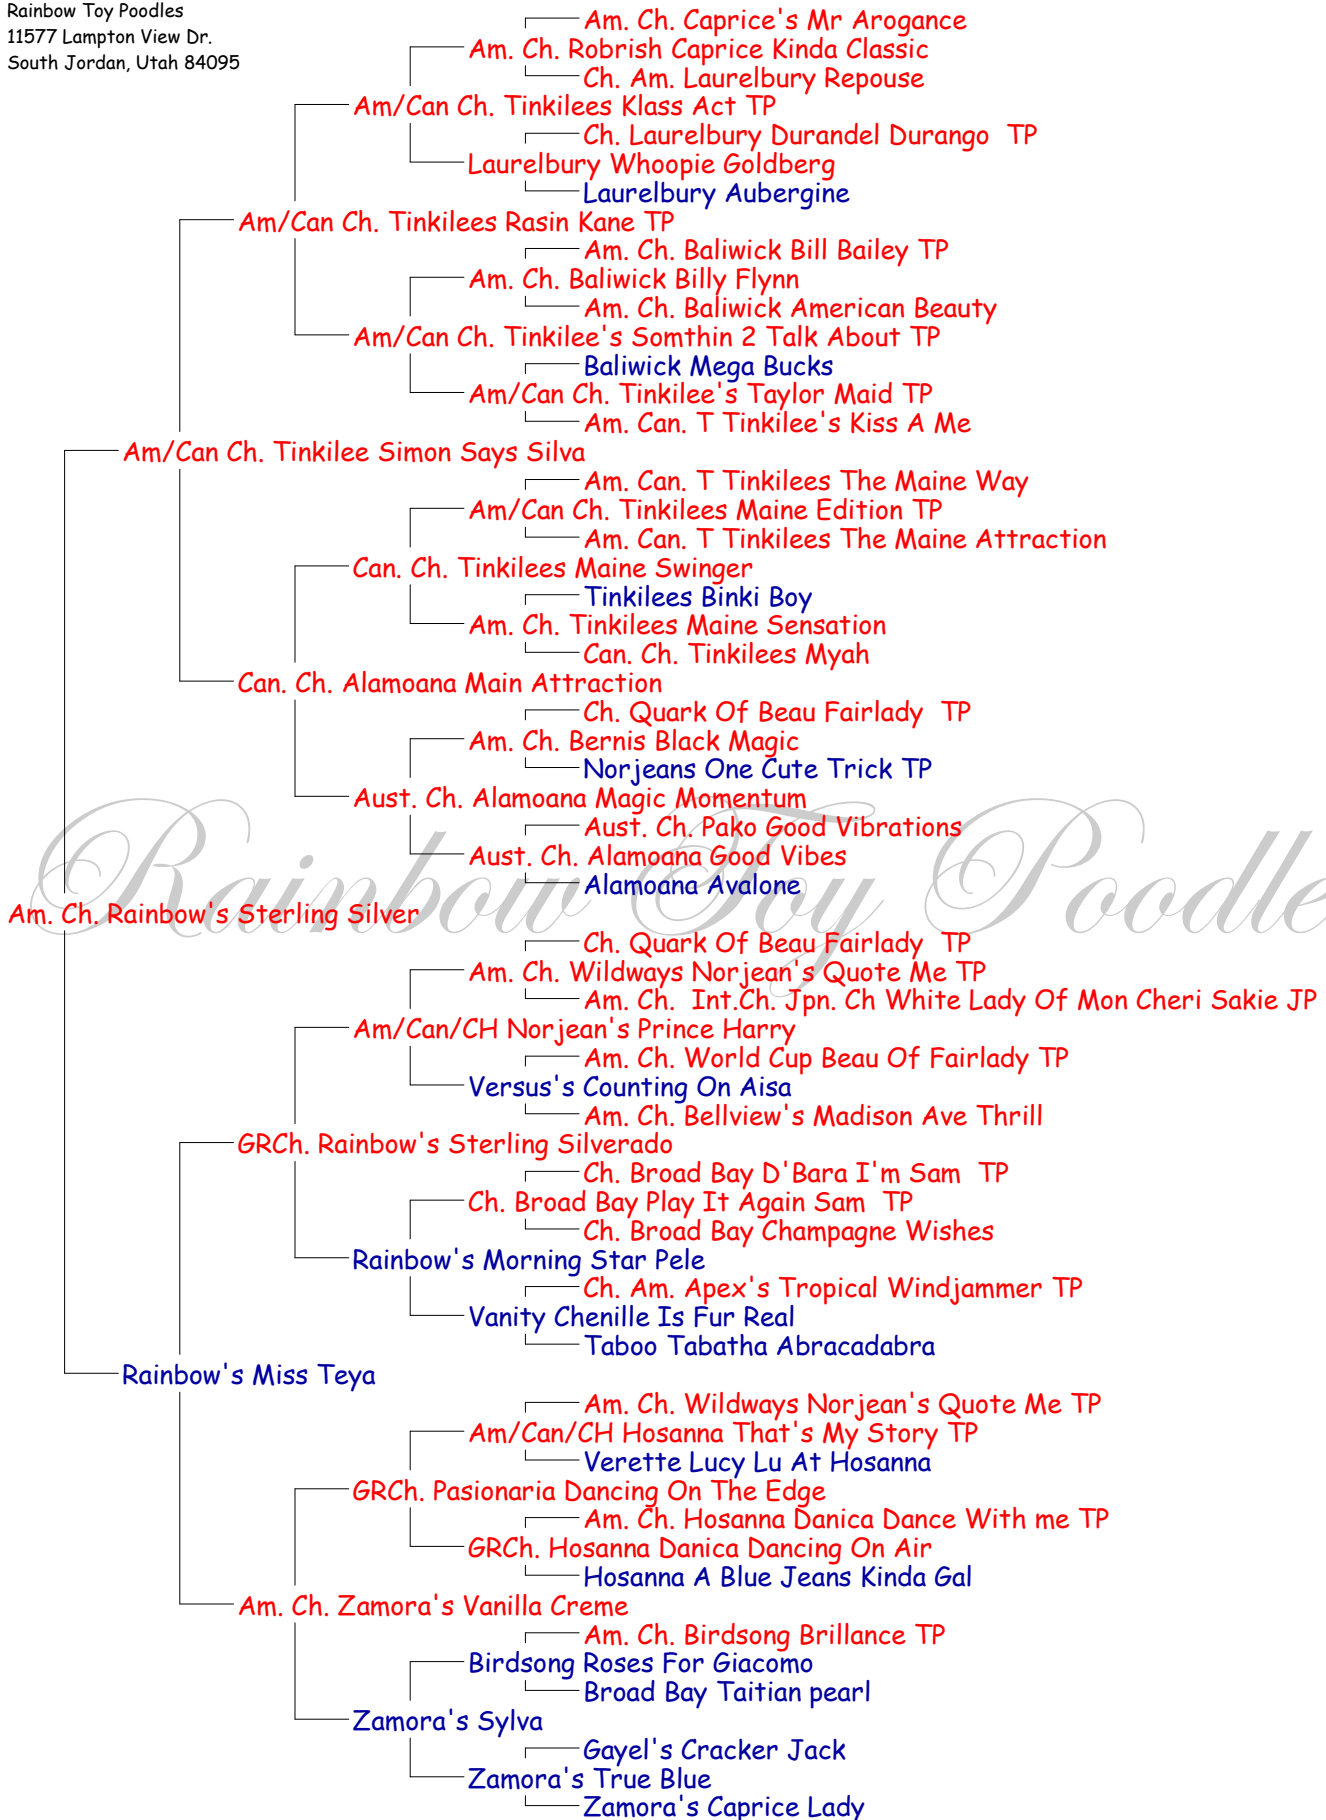 Rainbow Toy Poodles
11577 Lampton View Dr.
South Jordan, Utah 84095
Am. Ch. Caprice's Mr Arogance
Am. Ch. Robrish Caprice Kinda Classic
Ch. Am. Laurelbury Repouse
Am/Can Ch. Tinkilees Klass Act TP
Ch. Laurelbury Durandel Durango  TP
Laurelbury Whoopie Goldberg
Laurelbury Aubergine
Am/Can Ch. Tinkilees Rasin Kane TP
Am. Ch. Baliwick Bill Bailey TP
Am. Ch. Baliwick Billy Flynn
Am. Ch. Baliwick American Beauty
Am/Can Ch. Tinkilee's Somthin 2 Talk About TP
Baliwick Mega Bucks
Am/Can Ch. Tinkilee's Taylor Maid TP
Am. Can. T Tinkilee's Kiss A Me
Am/Can Ch. Tinkilee Simon Says Silva
Am. Can. T Tinkilees The Maine Way
Am/Can Ch. Tinkilees Maine Edition TP
Am. Can. T Tinkilees The Maine Attraction
Can. Ch. Tinkilees Maine Swinger
Tinkilees Binki Boy
Am. Ch. Tinkilees Maine Sensation
Can. Ch. Tinkilees Myah
Can. Ch. Alamoana Main Attraction
Ch. Quark Of Beau Fairlady  TP
Am. Ch. Bernis Black Magic
Norjeans One Cute Trick TP
Aust. Ch. Alamoana Magic Momentum
Aust. Ch. Pako Good Vibrations
Aust. Ch. Alamoana Good Vibes
Alamoana Avalone
Rainbow Toy Poodle
Am. Ch. Rainbow's Sterling Silver
Ch. Quark Of Beau Fairlady  TP
Am. Ch. Wildways Norjean's Quote Me TP
Am. Ch.  Int.Ch. Jpn. Ch White Lady Of Mon Cheri Sakie JP
Am/Can/CH Norjean's Prince Harry
Am. Ch. World Cup Beau Of Fairlady TP
Versus's Counting On Aisa
Am. Ch. Bellview's Madison Ave Thrill
GRCh. Rainbow's Sterling Silverado
Ch. Broad Bay D'Bara I'm Sam  TP
Ch. Broad Bay Play It Again Sam  TP
Ch. Broad Bay Champagne Wishes
Rainbow's Morning Star Pele
Ch. Am. Apex's Tropical Windjammer TP
Vanity Chenille Is Fur Real
Taboo Tabatha Abracadabra
Rainbow's Miss Teya
Am. Ch. Wildways Norjean's Quote Me TP
Am/Can/CH Hosanna That's My Story TP
Verette Lucy Lu At Hosanna
GRCh. Pasionaria Dancing On The Edge
Am. Ch. Hosanna Danica Dance With me TP
GRCh. Hosanna Danica Dancing On Air
Hosanna A Blue Jeans Kinda Gal
Am. Ch. Zamora's Vanilla Creme
Am. Ch. Birdsong Brillance TP
Birdsong Roses For Giacomo
Broad Bay Taitian pearl
Zamora's Sylva
Gayel's Cracker Jack
Zamora's True Blue
Zamora's Caprice Lady